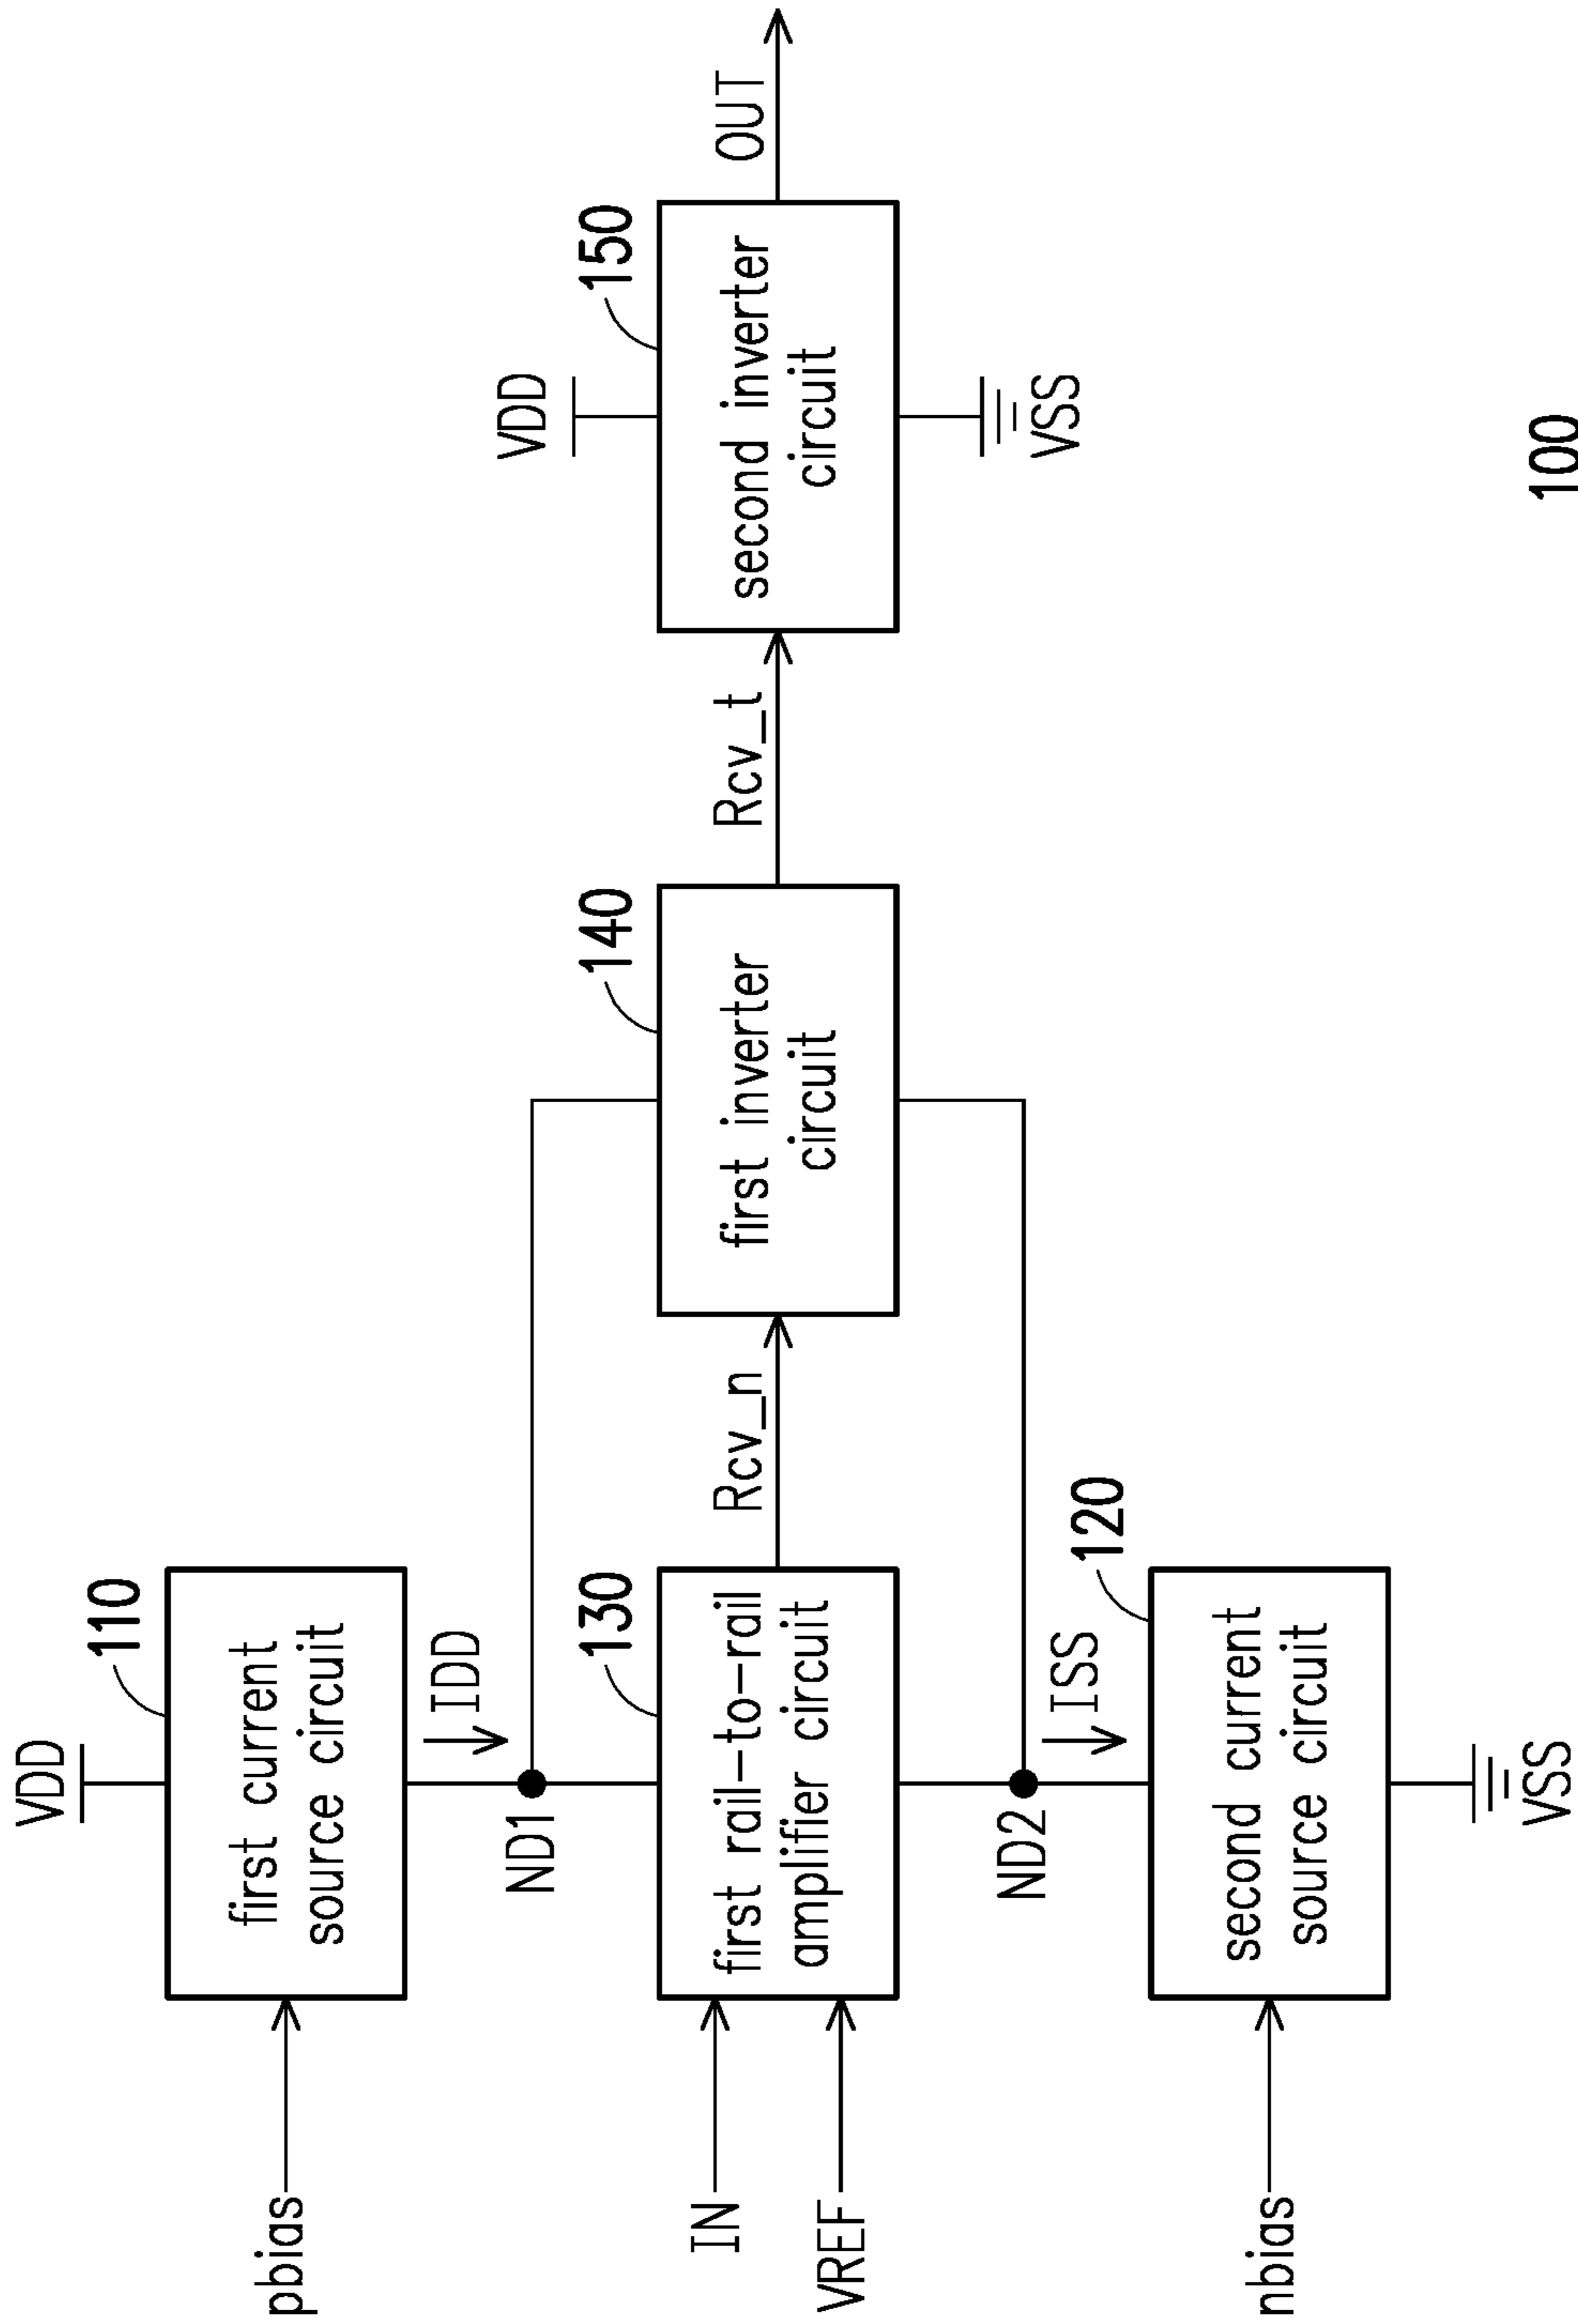 VDD
110
pbias
first current
source circuit
IDD
ND1
VDD
130
140
150
IN
VREF
first rail-to-rail
amplifier circuit
Rcv_n
first inverter
circuit
Rcv_t
second inverter
circuit
OUT
ND2
ISS
VSS
120
nbias
second current
source circuit
VSS
100